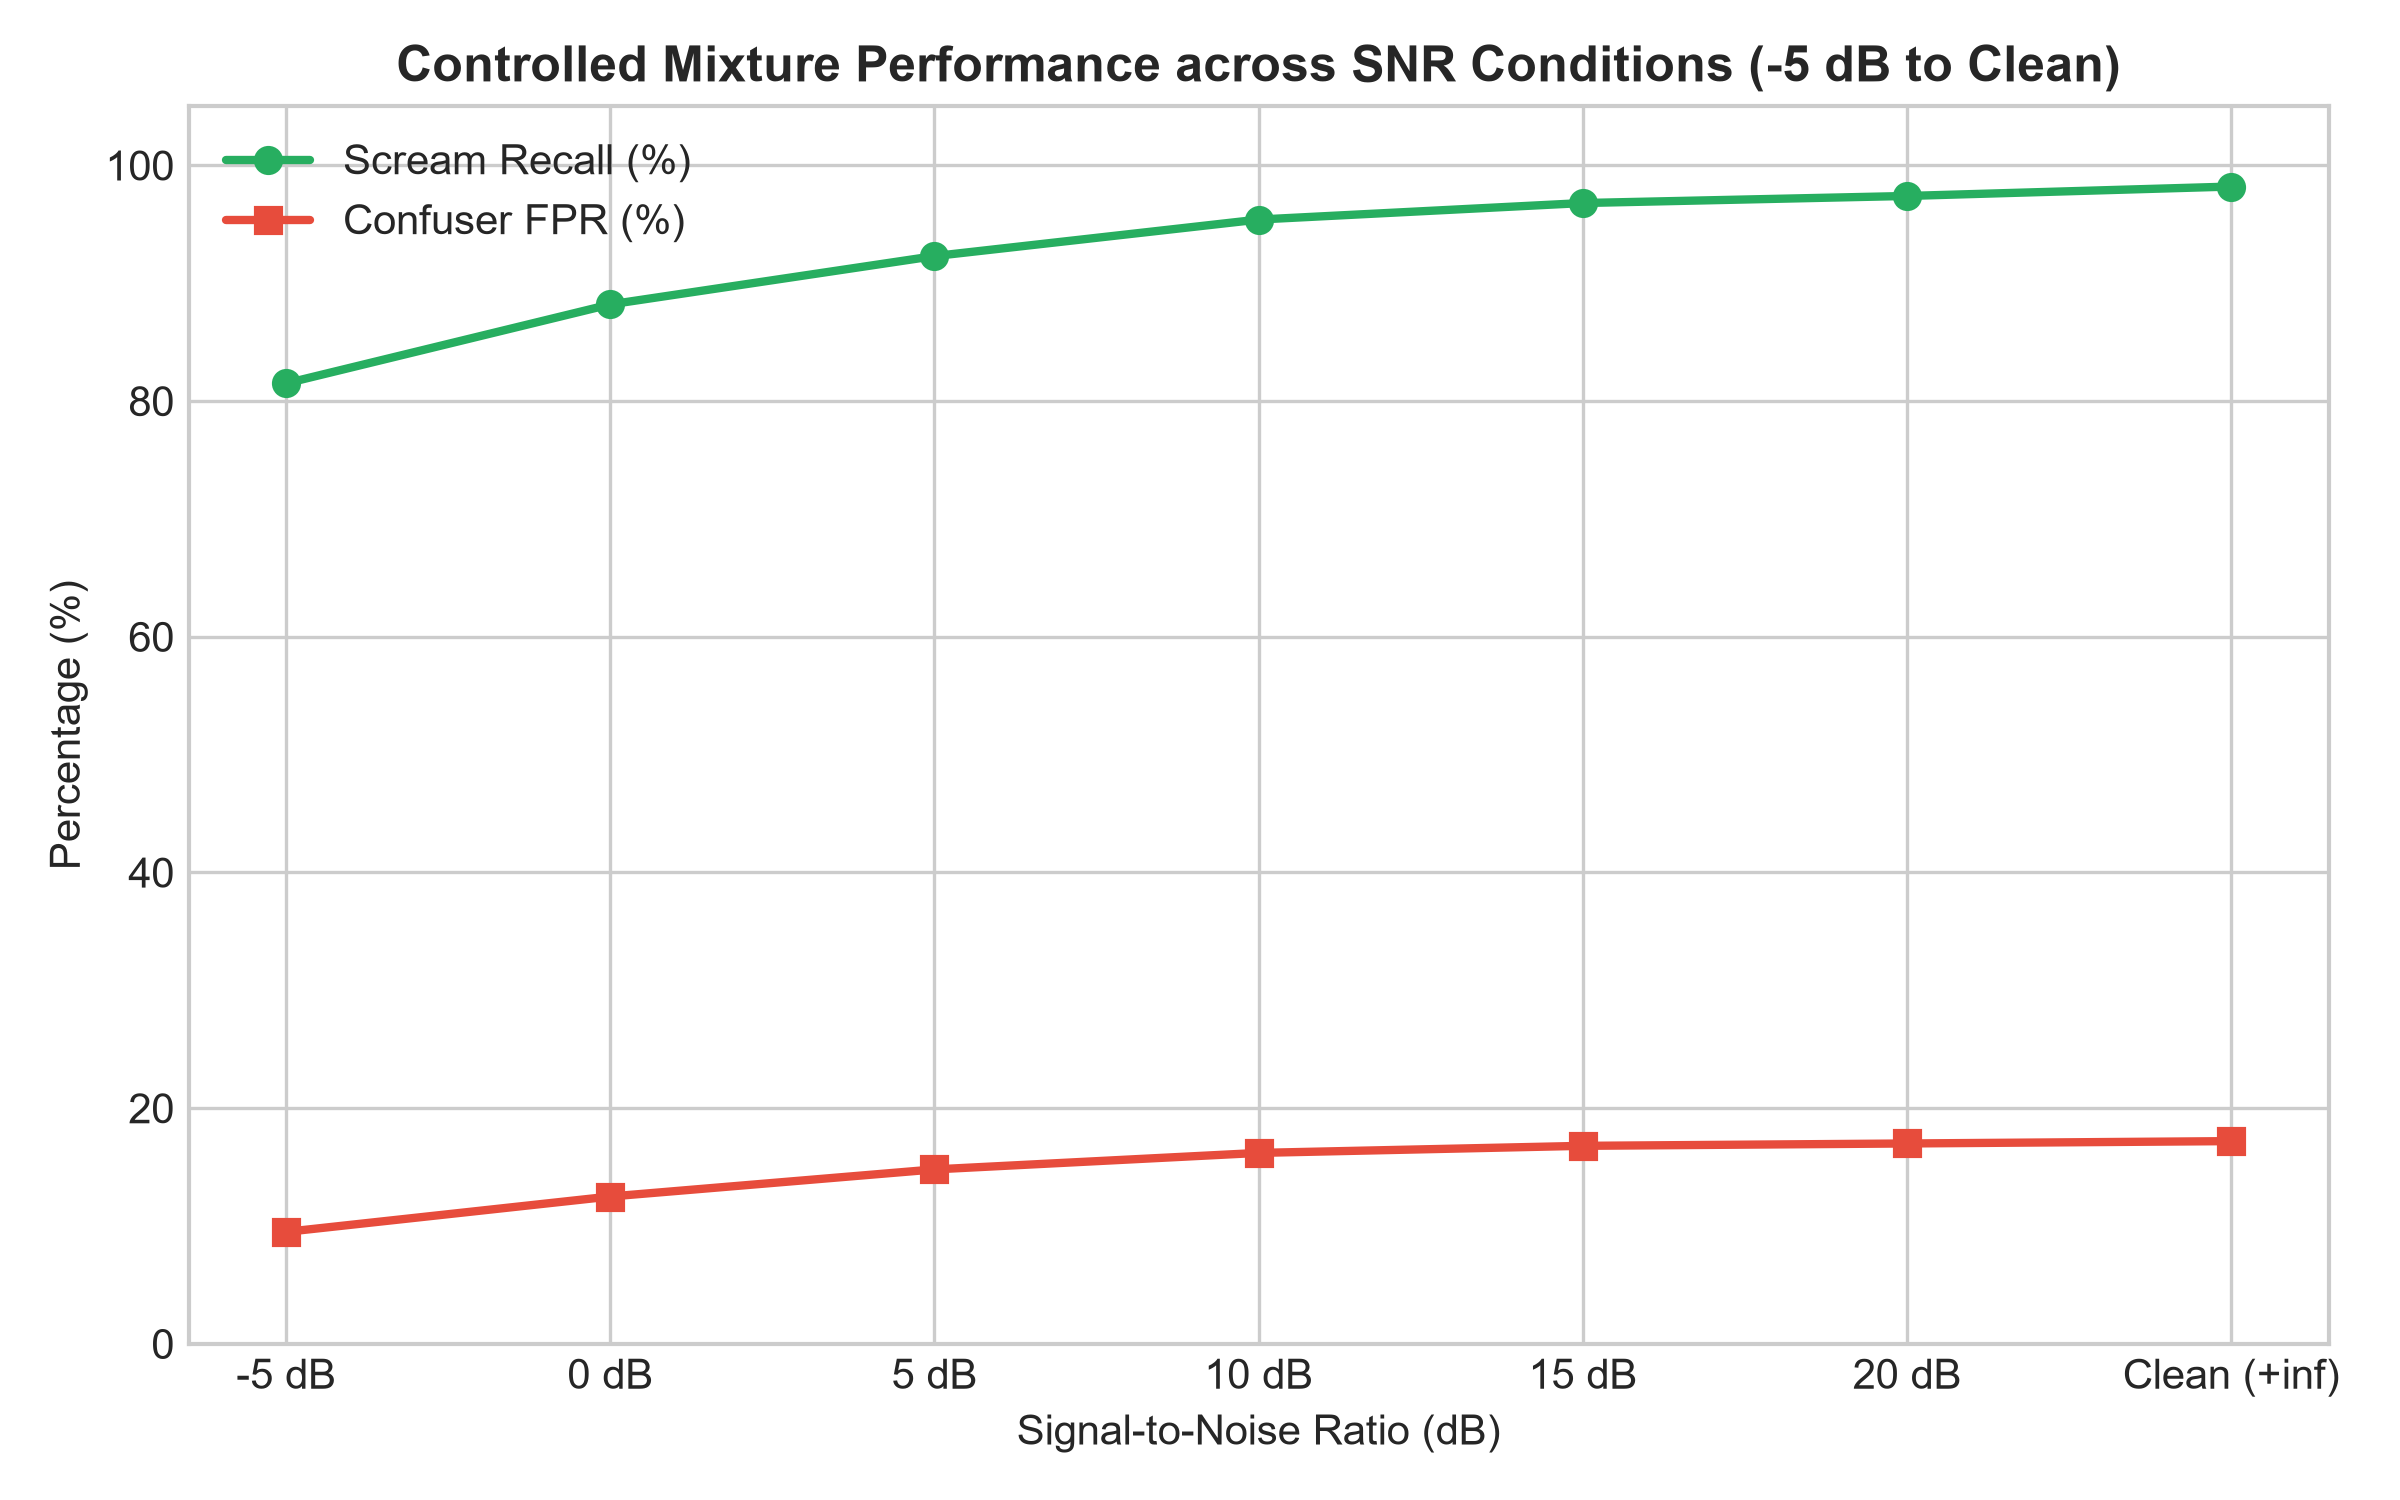 Controlled Mixture Performance across SNR Conditions (-5 dB to Clean)
Scream Recall (%)
Confuser FPR (%)
Percentage (%)
100
80
60
40
20
0
-5 dB
0 dB
5 dB
10 dB
15 dB
20 dB
Clean (+inf)
Signal-to-Noise Ratio (dB)